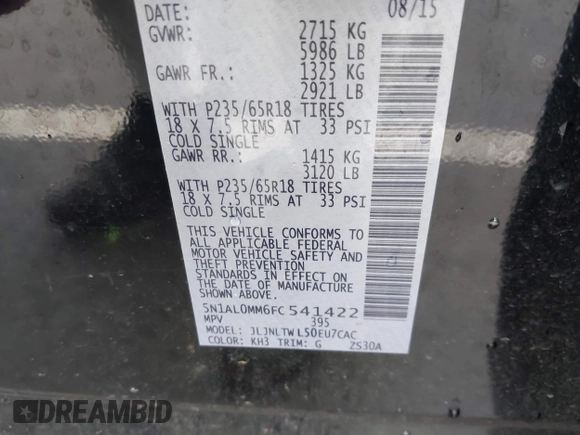 DATE: 08/15
GVWR: 2715 KG
5986 LB
GAWR FR.: 1325 KG
2921 LB
WITH P235/65R18 TIRES
18 X 7.5 RIMS AT 33 PSI
COLD SINGLE
GAWR RR.: 1415 KG
3120 LB
WITH P235/65R18 TIRES
18 X 7.5 RIMS AT 33 PSI
COLD SINGLE
THIS VEHICLE CONFORMS TO
ALL APPLICABLE FEDERAL
MOTOR VEHICLE SAFETY AND
THEFT PREVENTION
STANDARDS IN EFFECT ON
THE DATE OF MANUFACTURE
SHOWN ABOVE.
5N1AL0MM6FC541422
MPV 395
MODEL: JLJNLTWL50EU7CAC
COLOR: KH3 TRIM: G 2S30A
DREAMBID